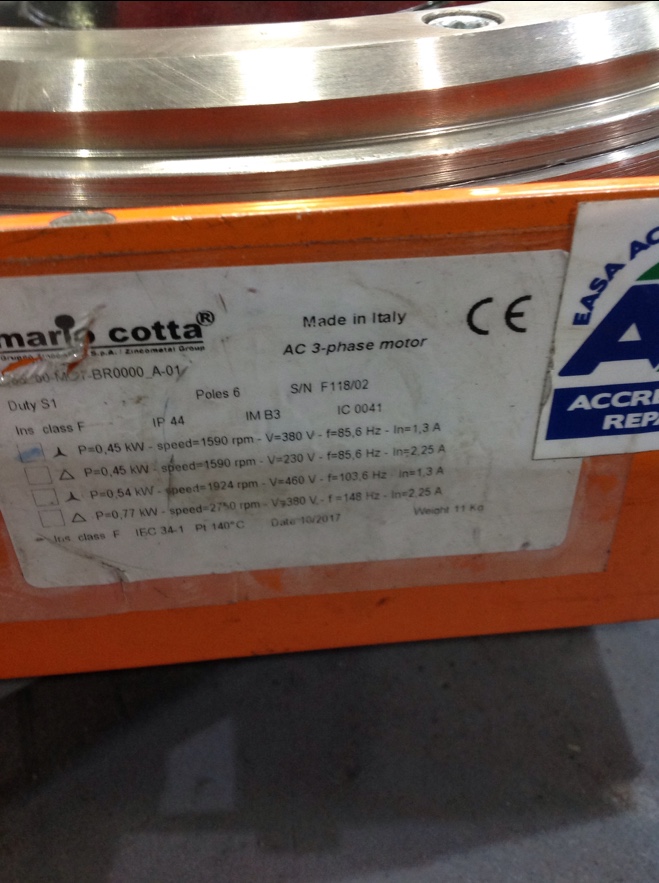 mario cotta®
Zincometal Group
Made in Italy
AC 3-phase motor
CE
BR0000_A-01
Duty S1
Poles 6
S/N F118/02
Ins class F
IP 44
IM B3
IC 0041
P=0,45 kW - speed=1590 rpm - V=380 V - f=85,6 Hz - In=1,3 A
△ P=0,45 kW - speed=1590 rpm - V=230 V - f=85,6 Hz - In=2,25 A
P=0,54 kW - speed=1924 rpm - V=460 V - f=103,6 Hz - In=1,3 A
△ P=0,77 kW - speed=2750 rpm - V=380 V - f=148 Hz - In=2,25 A
Ins class F IEC 34-1 Pt 140°C Date 10/2017 Weight 11 Kg
EASA AC
A
ACCRE
REPA